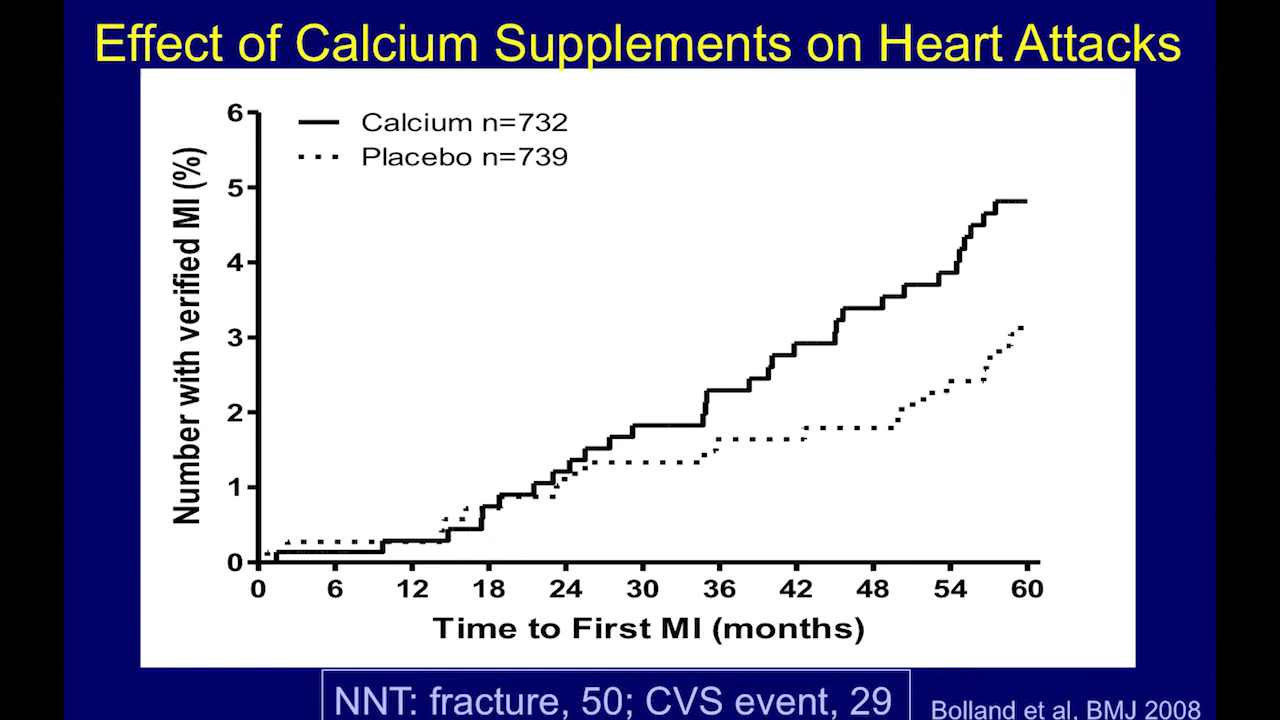 Effect of Calcium Supplements on Heart Attacks
Calcium n=732
Placebo n=739
Number with verified MI (%)
6
5
4
3
2
1
0
0 6 12 18 24 30 36 42 48 54 60
Time to First MI (months)
NNT: fracture, 50; CVS event, 29
Bolland et al, BMJ 2008